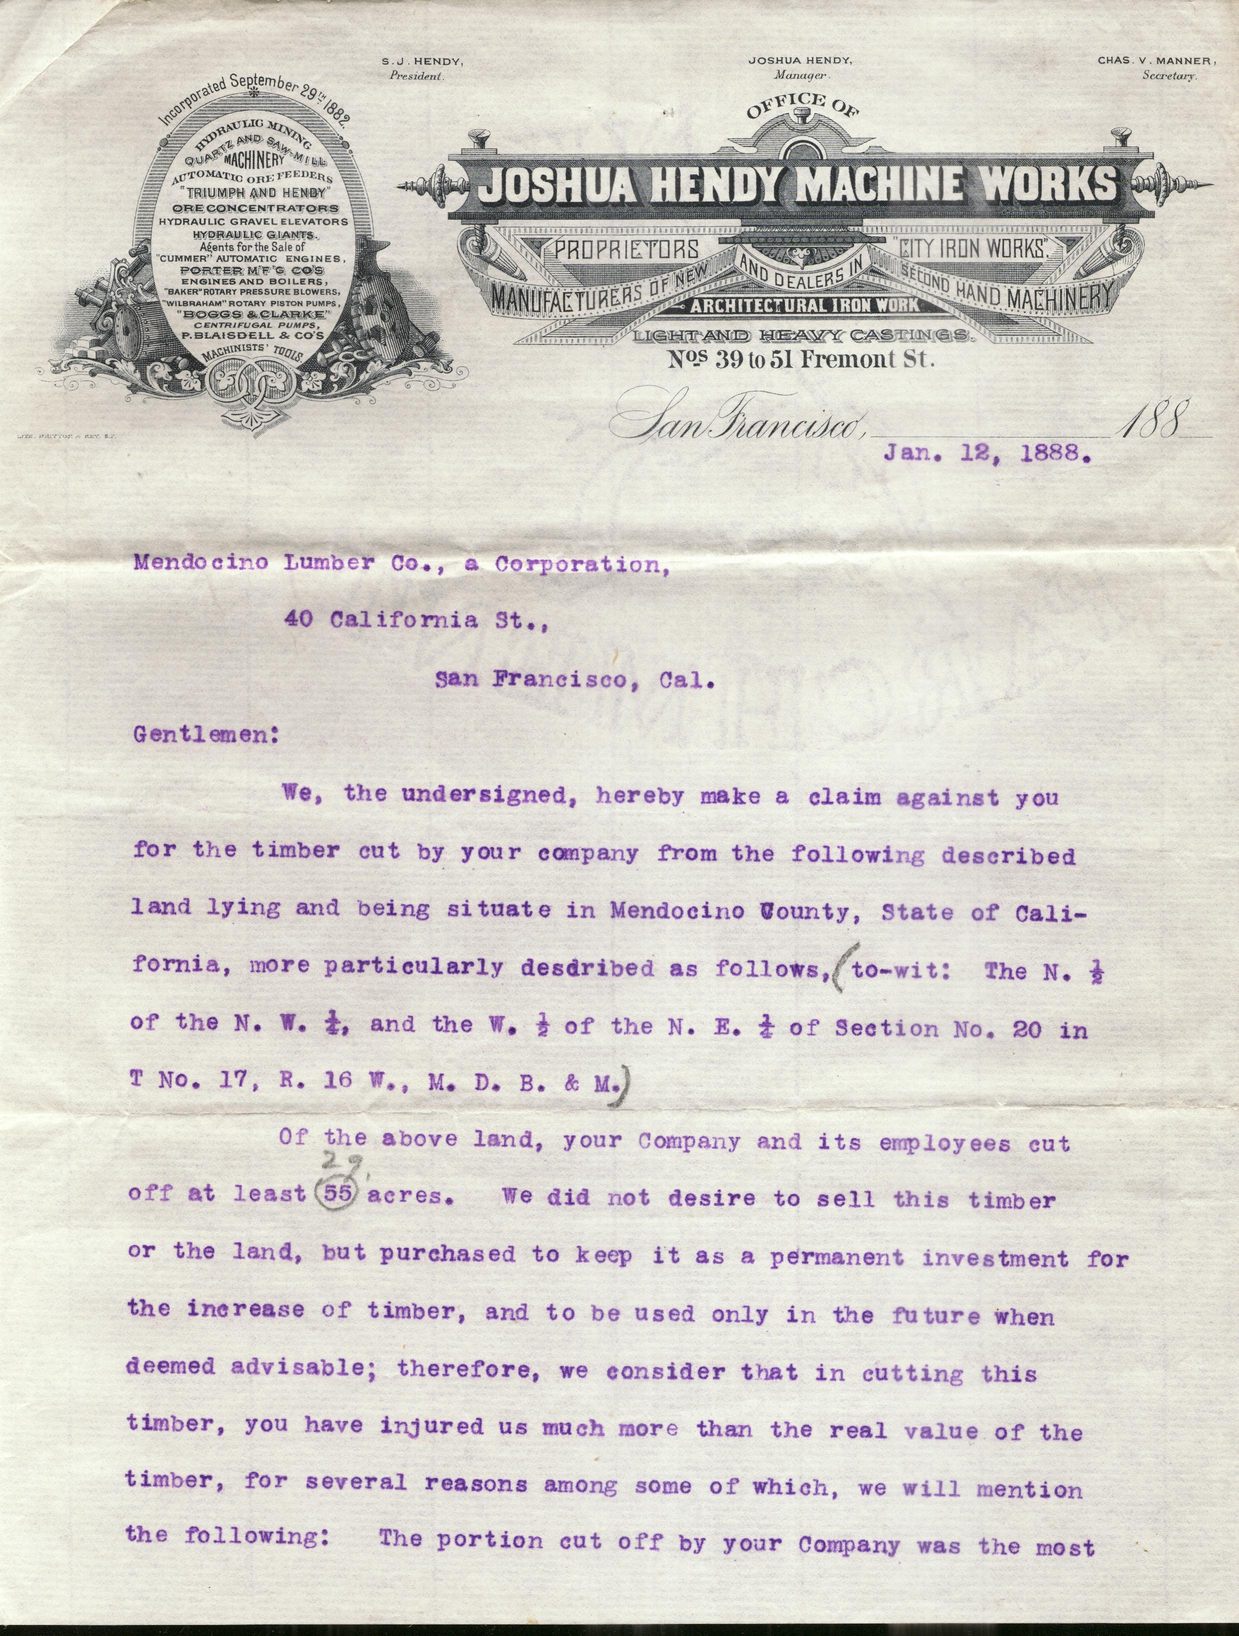 S. J. HENDY,
President.
JOSHUA HENDY,
Manager.
CHAS. V. MANNER,
Secretary.
Incorporated September 29TH 1882.
HYDRAULIC MINING
QUARTZ AND SAW-MILL
MACHINERY
AUTOMATIC ORE FEEDERS
"TRIUMPH AND HENDY"
ORE CONCENTRATORS
HYDRAULIC GRAVEL ELEVATORS
HYDRAULIC GIANTS.
Agents for the Sale of
"CUMMER" AUTOMATIC ENGINES,
PORTER M'F'G CO'S
ENGINES AND BOILERS,
"BAKER" ROTARY PRESSURE BLOWERS,
"WILBRAHAM" ROTARY PISTON PUMPS,
"BOGGS & CLARKE"
CENTRIFUGAL PUMPS,
P. BLAISDELL & CO'S
MACHINISTS' TOOLS.
OFFICE OF
JOSHUA HENDY MACHINE WORKS
PROPRIETORS "CITY IRON WORKS".
MANUFACTURERS OF NEW AND DEALERS IN SECOND HAND MACHINERY
ARCHITECTURAL IRON WORK
LIGHT AND HEAVY CASTINGS.
Nos 39 to 51 Fremont St.
San Francisco, 188
Jan. 12, 1888.
Mendocino Lumber Co., a Corporation,
40 California St.,
San Francisco, Cal.
Gentlemen:
We, the undersigned, hereby make a claim against you
for the timber cut by your company from the following described
land lying and being situate in Mendocino County, State of Cali-
fornia, more particularly desdribed as follows, (to-wit: The N. ½
of the N. W. ¼, and the W. ½ of the N. E. ¼ of Section No. 20 in
T No. 17, R. 16 W., M. D. B. & M.)
Of the above land, your Company and its employees cut
29
off at least 55 acres. We did not desire to sell this timber
or the land, but purchased to keep it as a permanent investment for
the increase of timber, and to be used only in the future when
deemed advisable; therefore, we consider that in cutting this
timber, you have injured us much more than the real value of the
timber, for several reasons among some of which, we will mention
the following: The portion cut off by your Company was the most